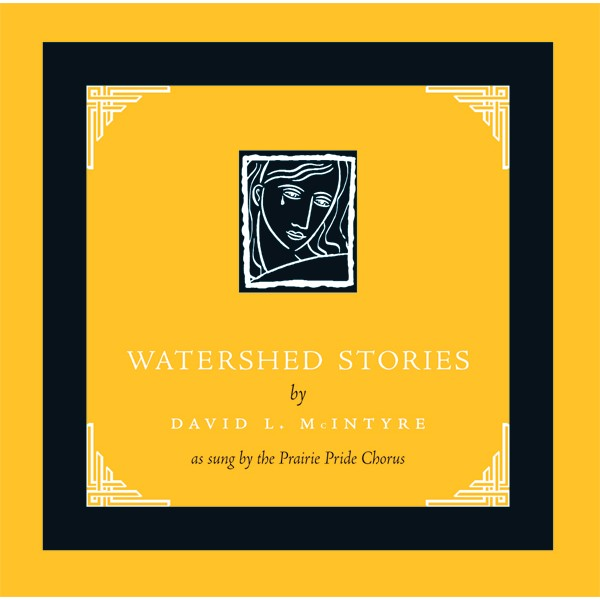 WATERSHED STORIES
by
DAVID L. McINTYRE
as sung by the Prairie Pride Chorus